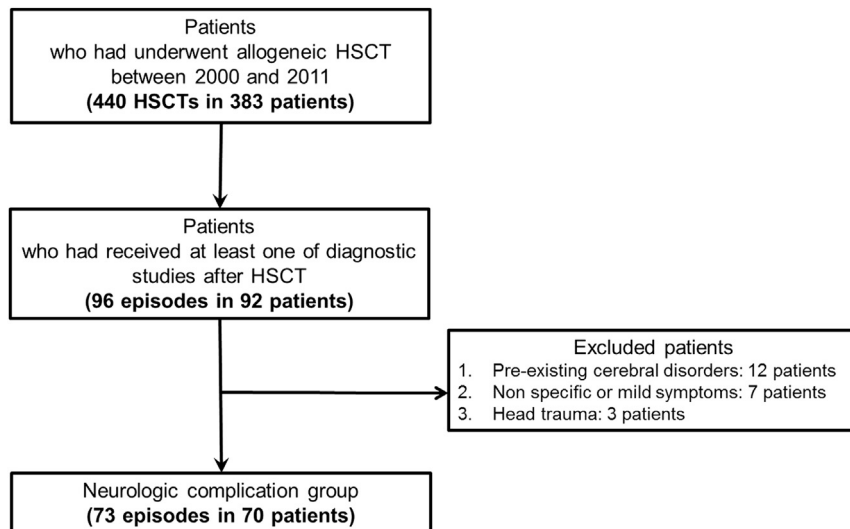 Patients
who had underwent allogeneic HSCT
between 2000 and 2011
(440 HSCTs in 383 patients)
Patients
who had received at least one of diagnostic
studies after HSCT
(96 episodes in 92 patients)
Excluded patients
1. Pre-existing cerebral disorders: 12 patients
2. Non specific or mild symptoms: 7 patients
3. Head trauma: 3 patients
Neurologic complication group
(73 episodes in 70 patients)